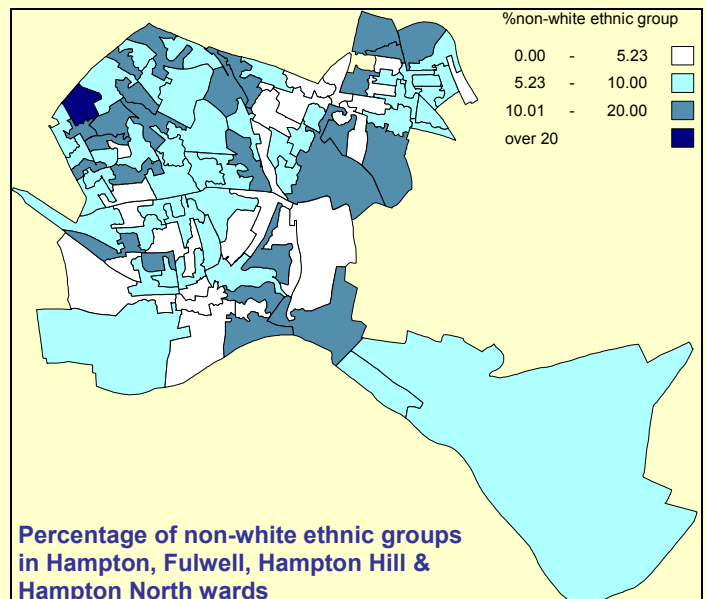 %non-white ethnic group
0.00 - 5.23
5.23 - 10.00
10.01 - 20.00
over 20
Percentage of non-white ethnic groups
in Hampton, Fulwell, Hampton Hill &
Hampton North wards